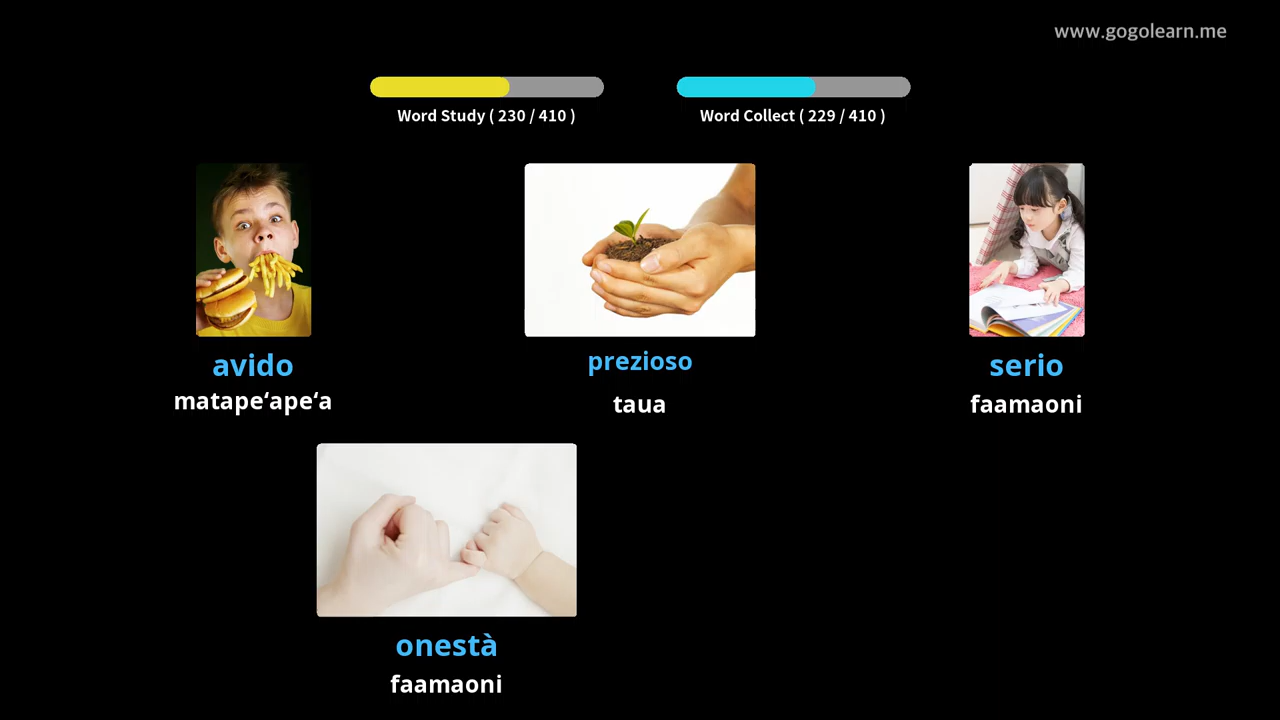 www.gogolearn.me
Word Study ( 230 / 410 )
Word Collect ( 229 / 410 )
avido
matapeʻapeʻa
prezioso
taua
serio
faamaoni
onestà
faamaoni